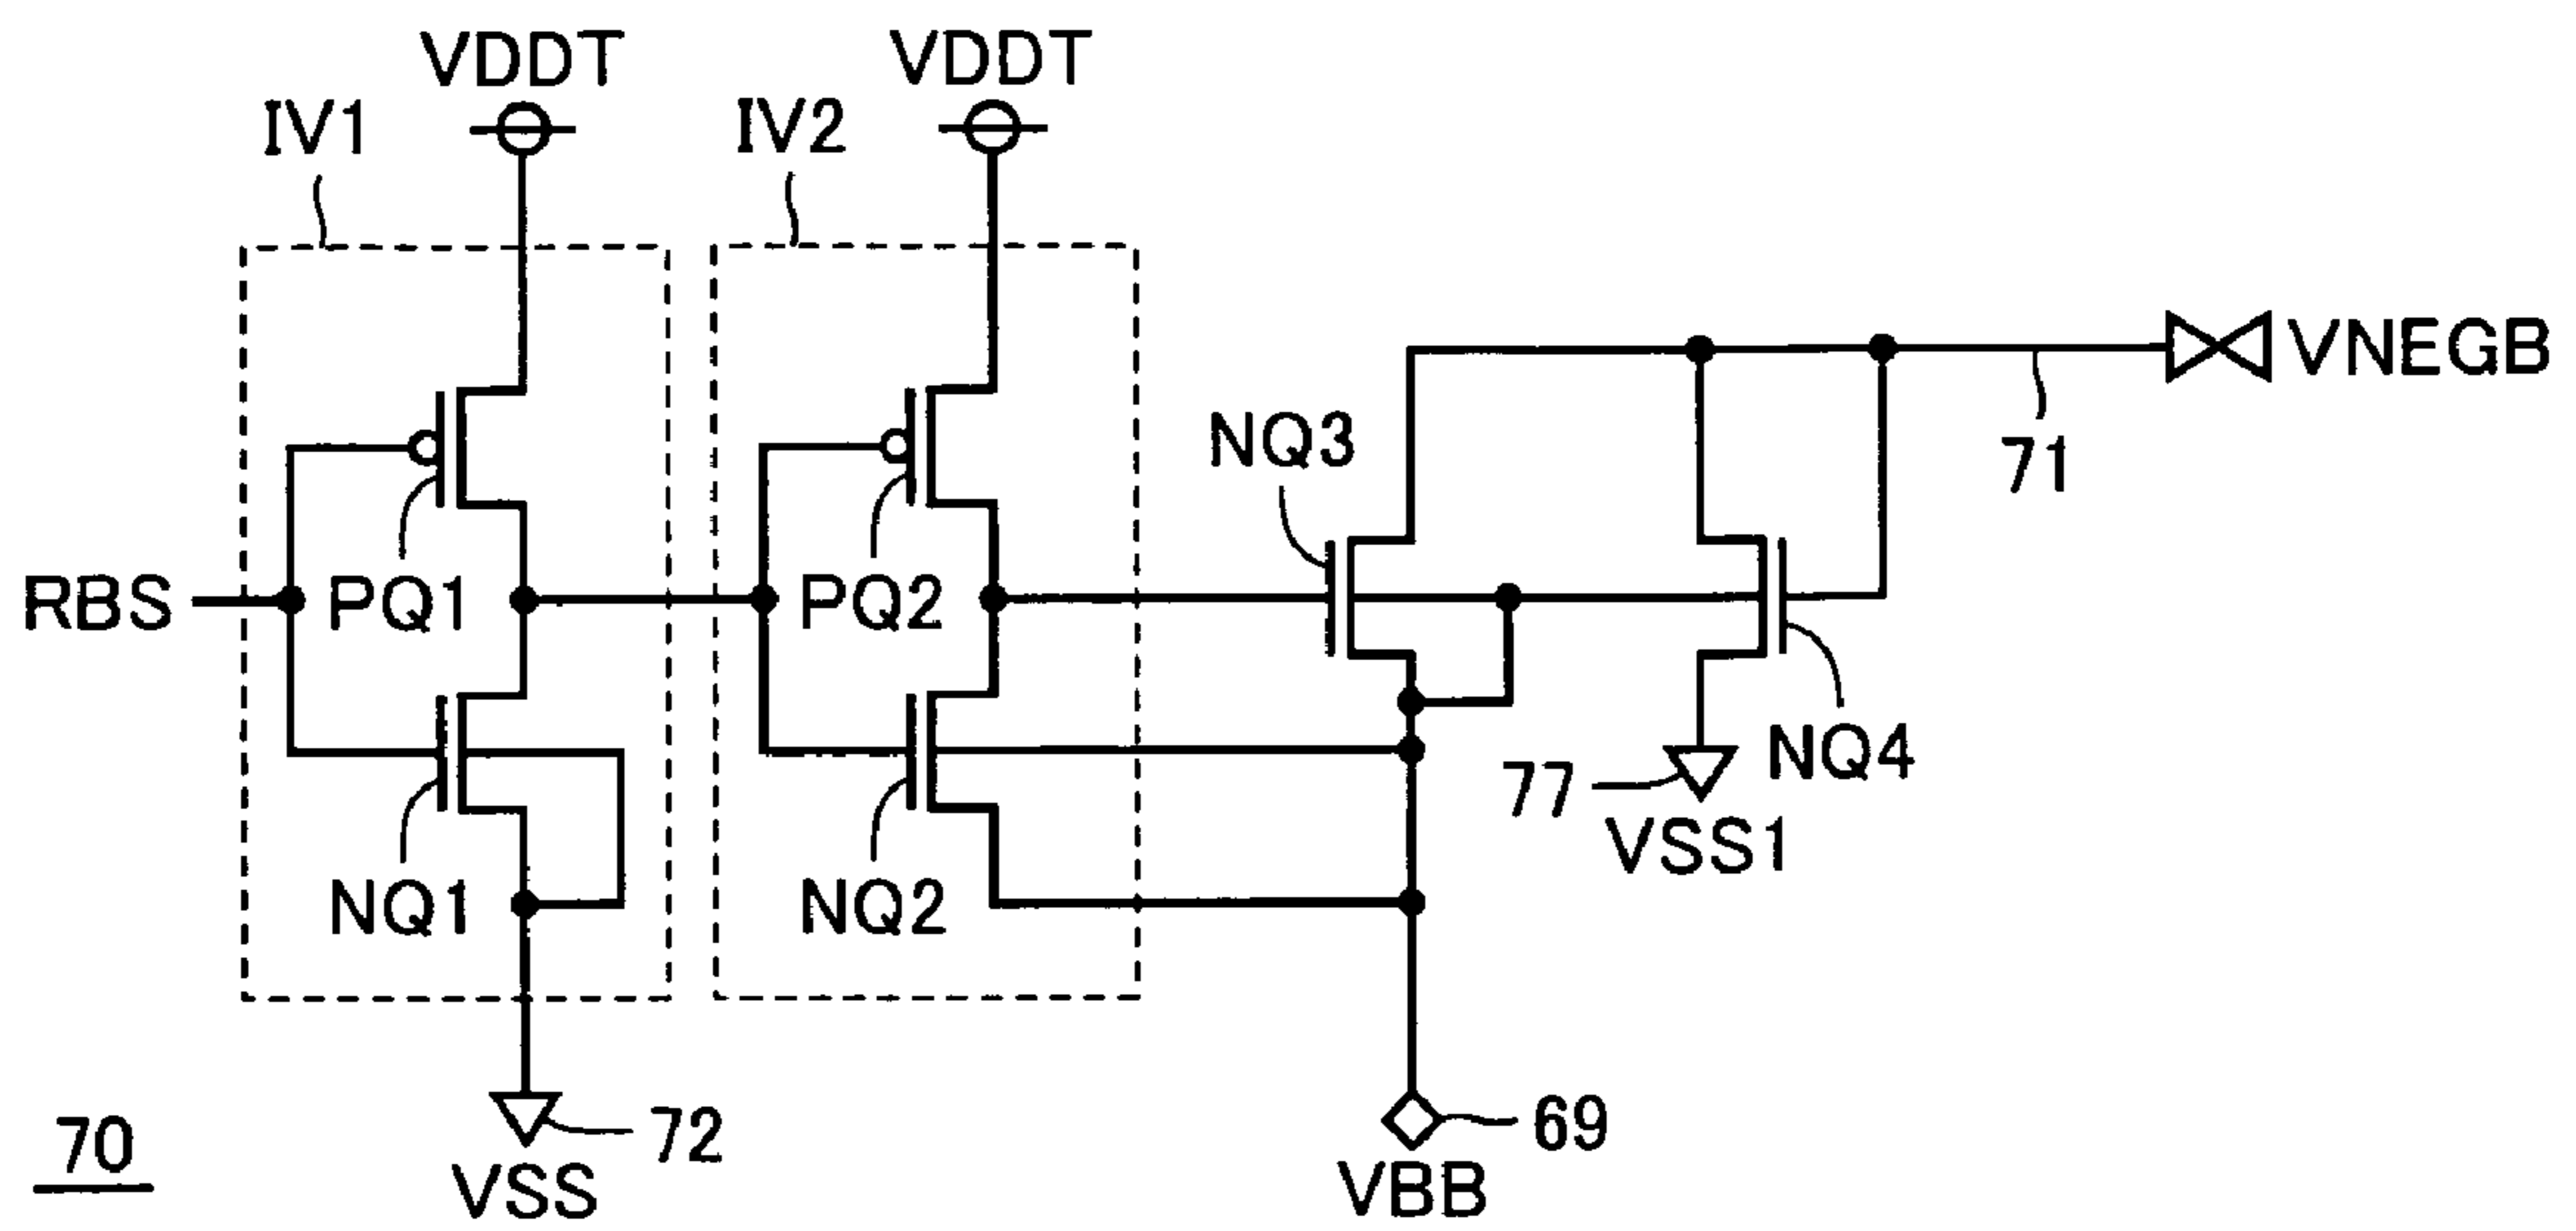 VDDT
VDDT
IV1
IV2
VNEGB
NQ3
71
RBS
PQ1
PQ2
NQ4
77
VSS1
NQ1
NQ2
72
69
70
VSS
VBB